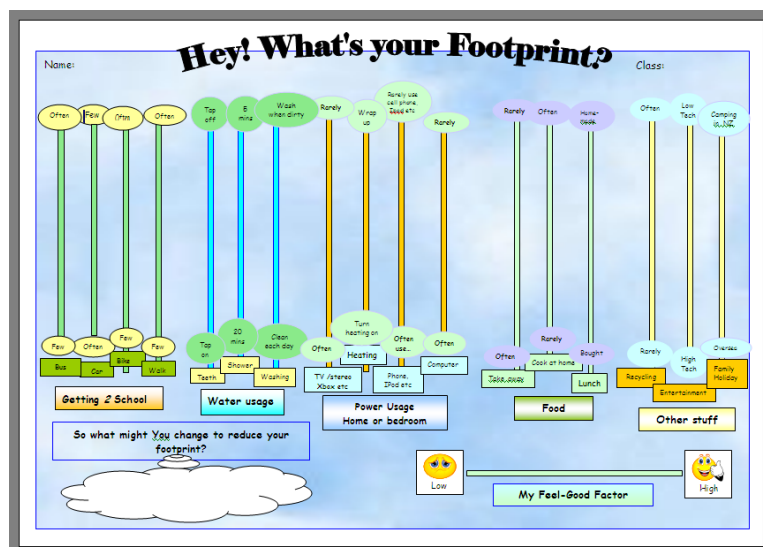 Hey! What's your Footprint?
Name:
Class:
Often
Few
Often
Often
Tap
off
5
mins
Wash
when dirty
Rarely
Wrap
up
Rarely use
cell phone,
Ipod etc
Rarely
Rarely
Often
Home-
made
Often
Low
Tech
Camping
in NZ
Few
Often
Few
Few
Tap
on
20
mins
Clean
each day
Often
Turn
heating on
Often
use...
Often
Often
Rarely
Bought
Rarely
High
Tech
Overseas
Bus
Car
Bike
Walk
Teeth
Shower
Washing
TV /stereo
Xbox etc
Heating
Phone,
IPod etc
Computer
Take away
Cook at home
Lunch
Recycling
Entertainment
Family
Holiday
Getting 2 School
Water usage
Power Usage
Home or bedroom
Food
Other stuff
So what might You change to reduce your
footprint?
Low
High
My Feel-Good Factor